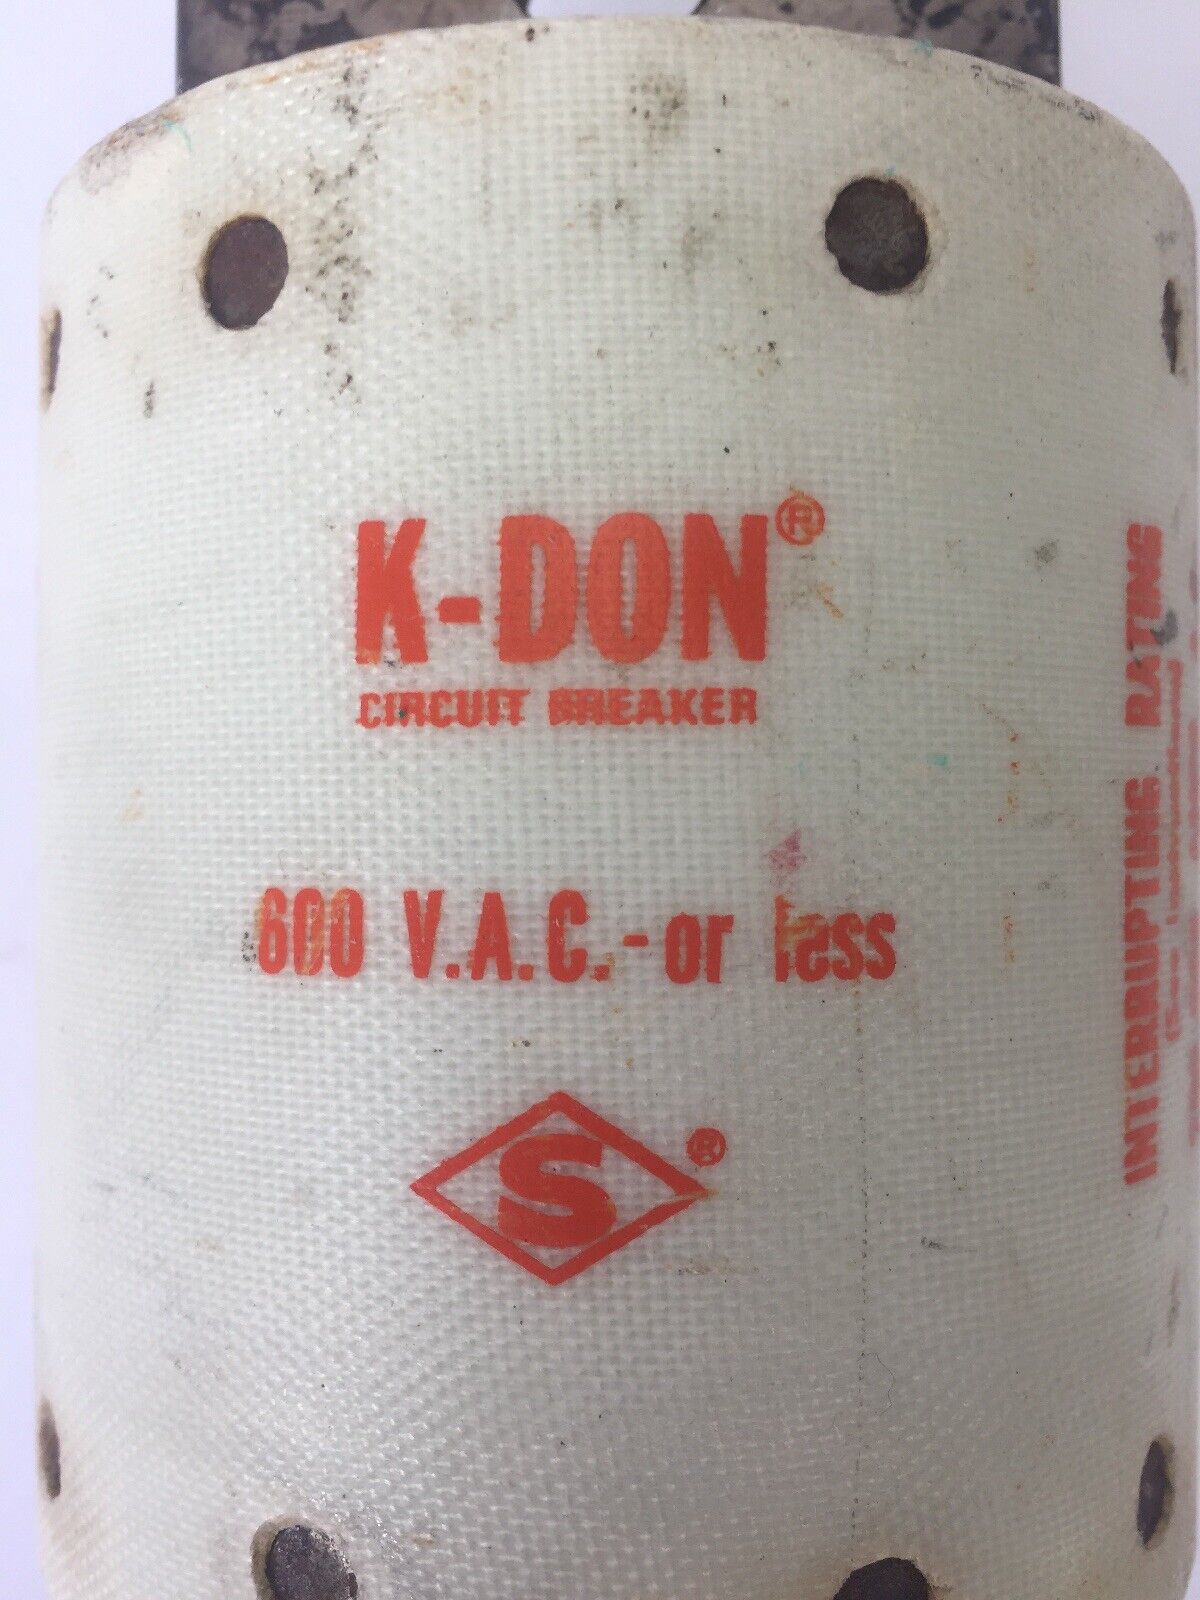 K-DON®
CIRCUIT BREAKER
600 V.A.C.-or less
S®
INTERRUPTING RATING